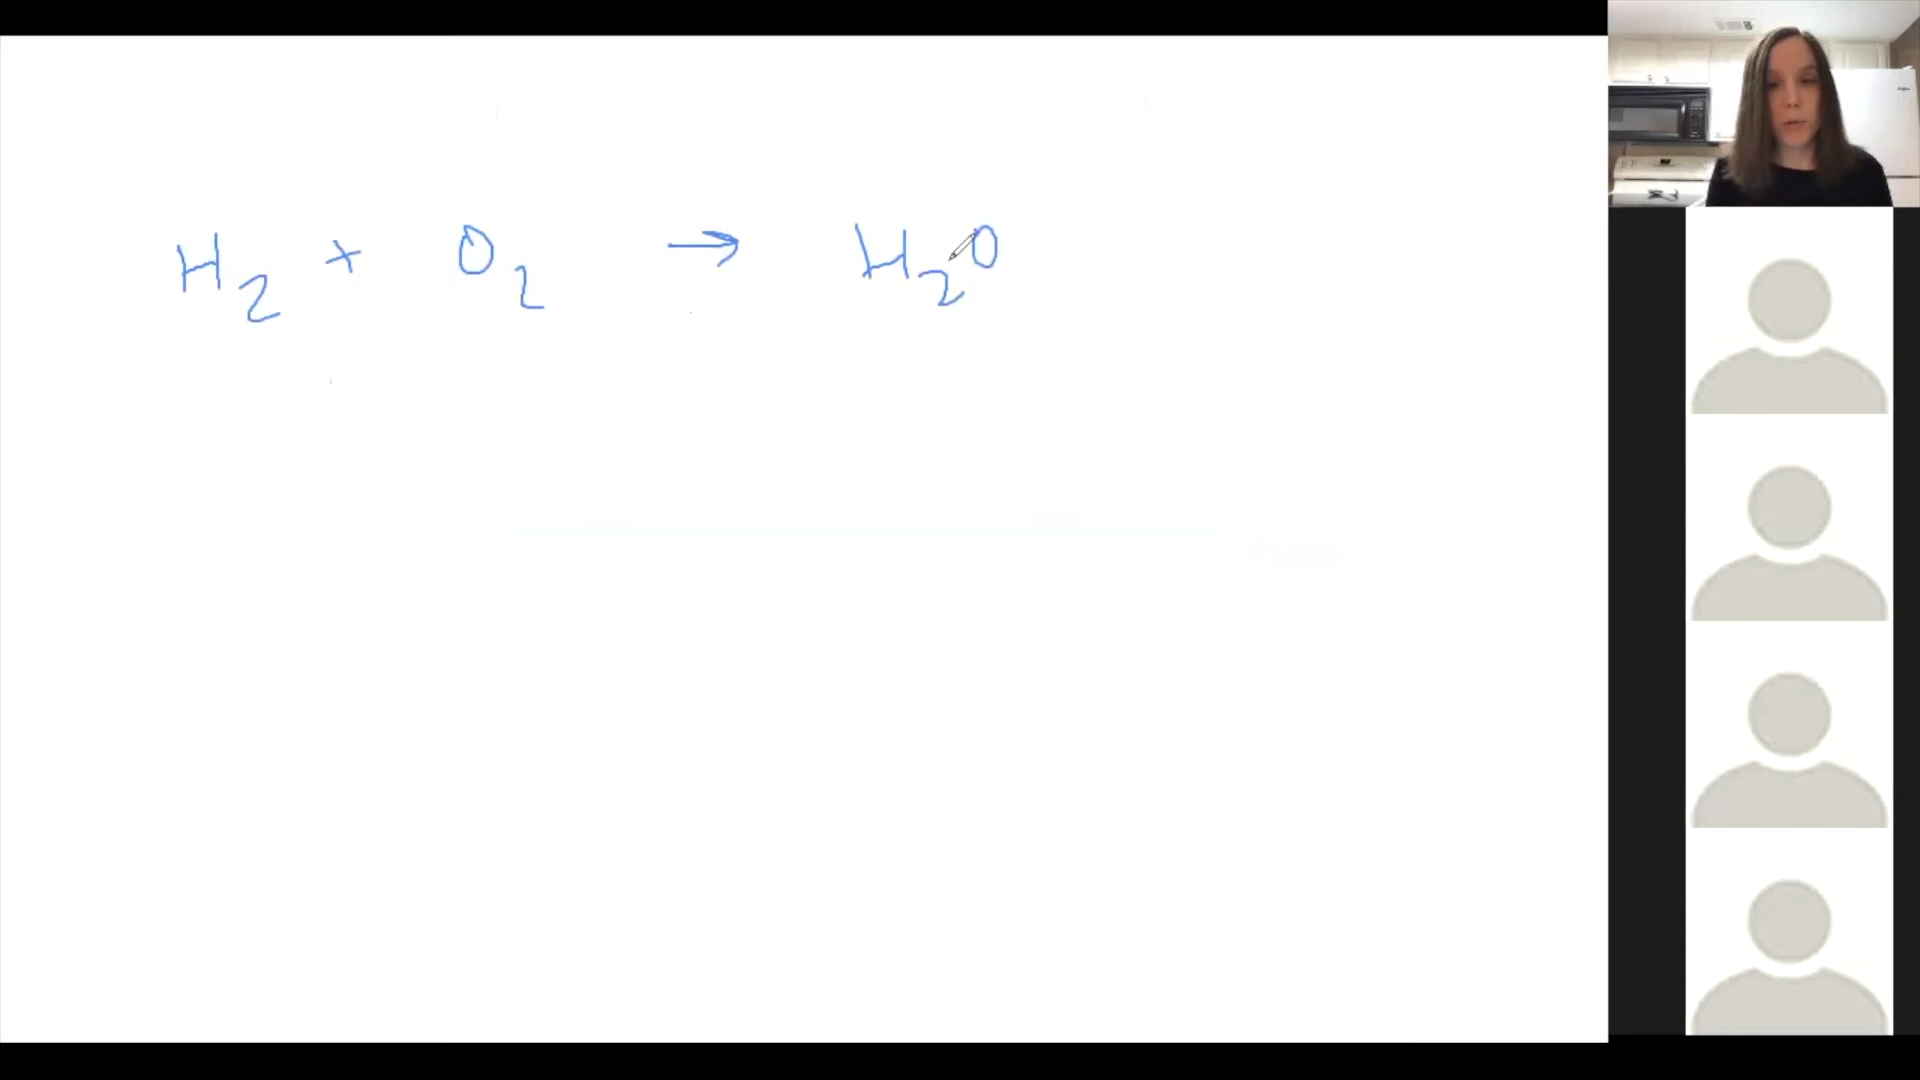 H₂ + O₂ → H₂O